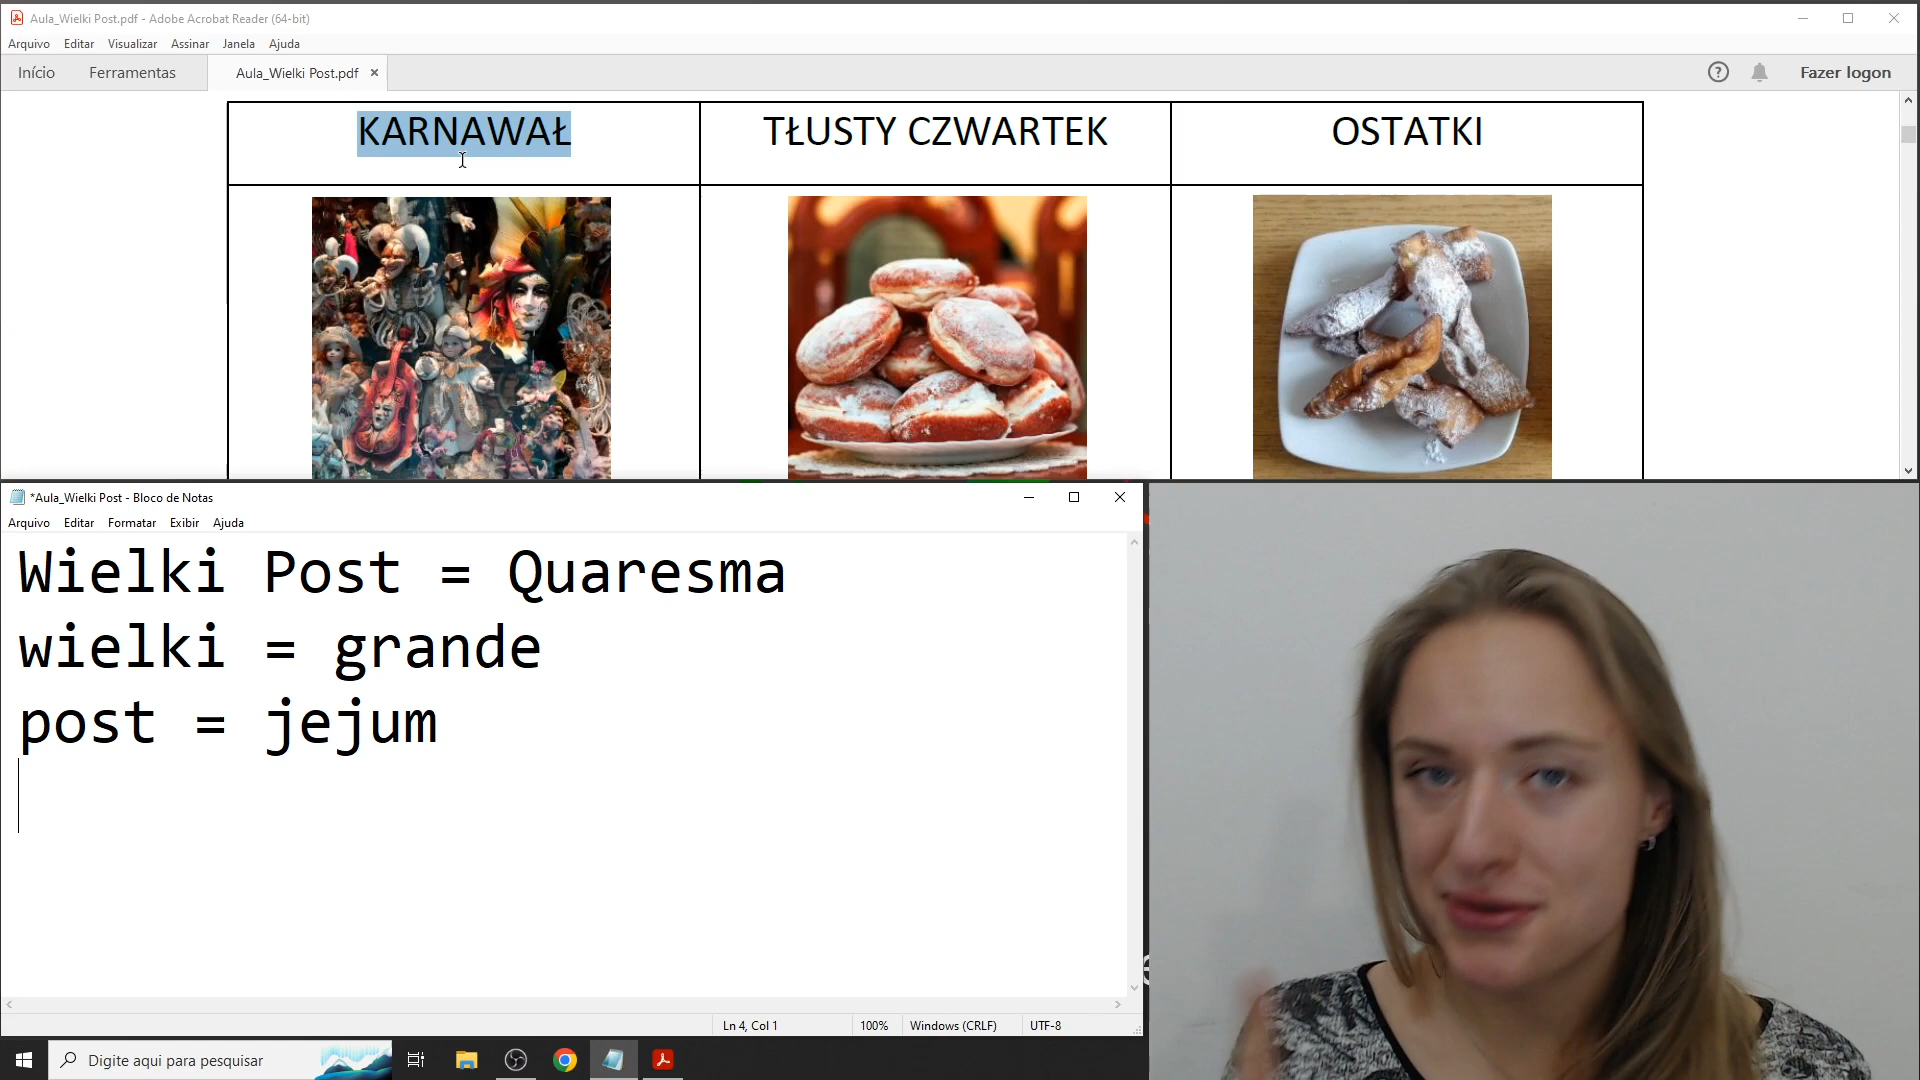 Aula_Wielki Post.pdf - Adobe Acrobat Reader (64-bit)
Arquivo Editar Visualizar Assinar Janela Ajuda
Início Ferramentas Aula_Wielki Post.pdf Fazer logon
KARNAWAŁ TŁUSTY CZWARTEK OSTATKI
*Aula_Wielki Post - Bloco de Notas
Arquivo Editar Formatar Exibir Ajuda
Wielki Post = Quaresma
wielki = grande
post = jejum
Ln 4, Col 1 100% Windows (CRLF) UTF-8
Digite aqui para pesquisar